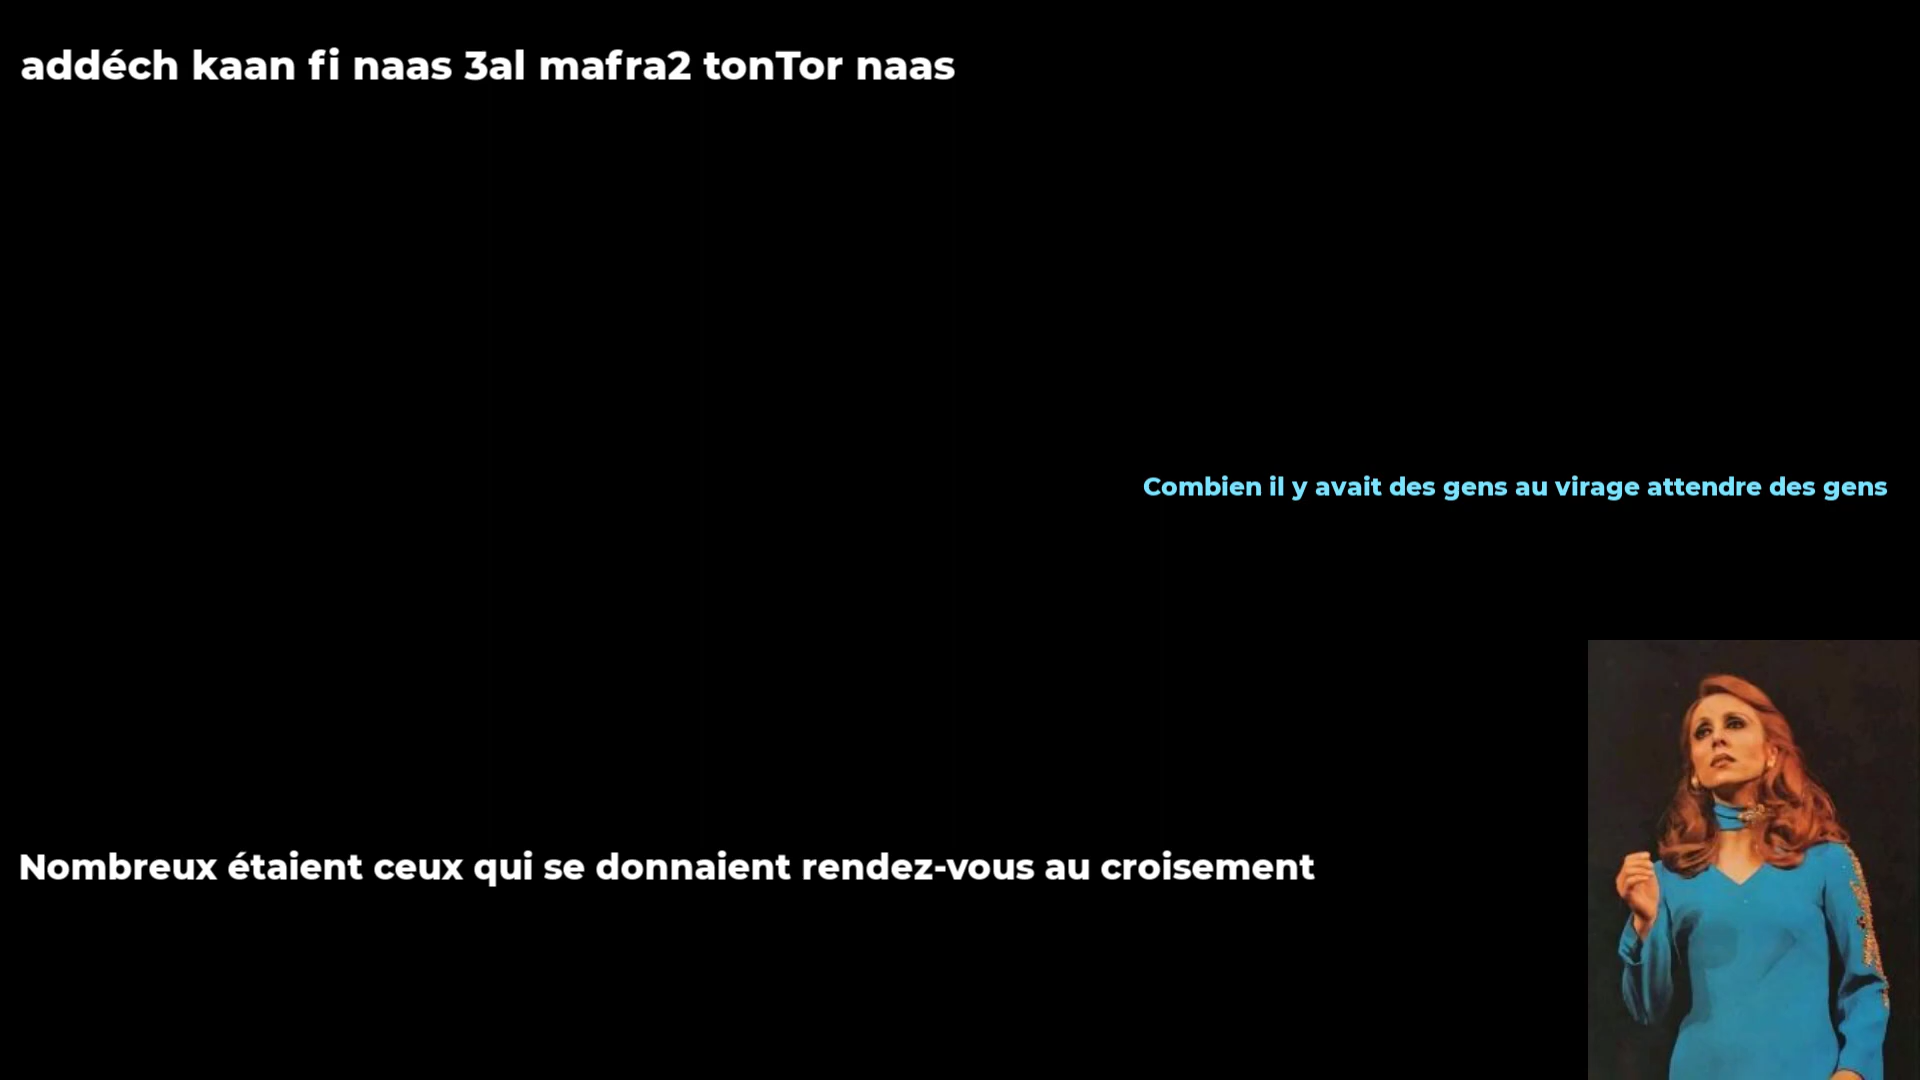 addéch kaan fi naas 3al mafra2 tonTor naas
Combien il y avait des gens au virage attendre des gens
Nombreux étaient ceux qui se donnaient rendez-vous au croisement